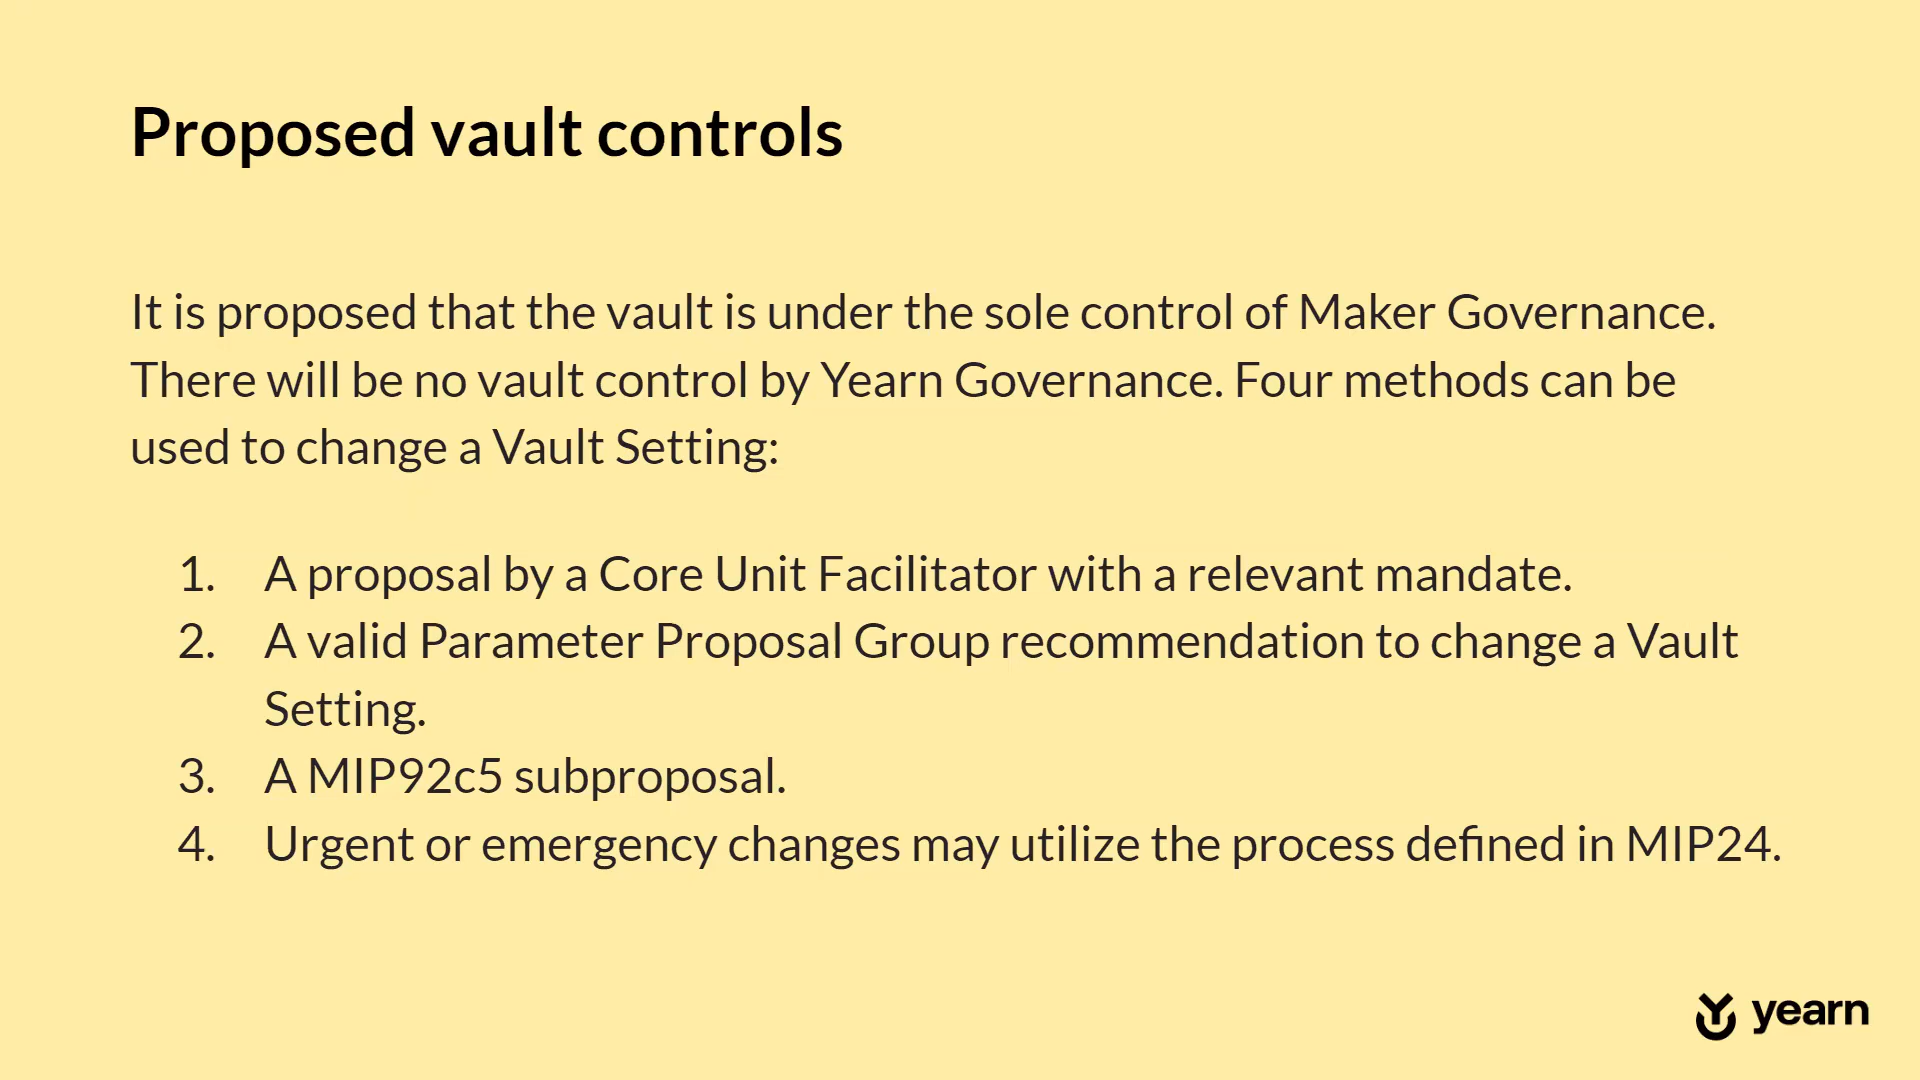 Proposed vault controls
It is proposed that the vault is under the sole control of Maker Governance.
There will be no vault control by Yearn Governance. Four methods can be
used to change a Vault Setting:
1. A proposal by a Core Unit Facilitator with a relevant mandate.
2. A valid Parameter Proposal Group recommendation to change a Vault
Setting.
3. A MIP92c5 subproposal.
4. Urgent or emergency changes may utilize the process defined in MIP24.
yearn